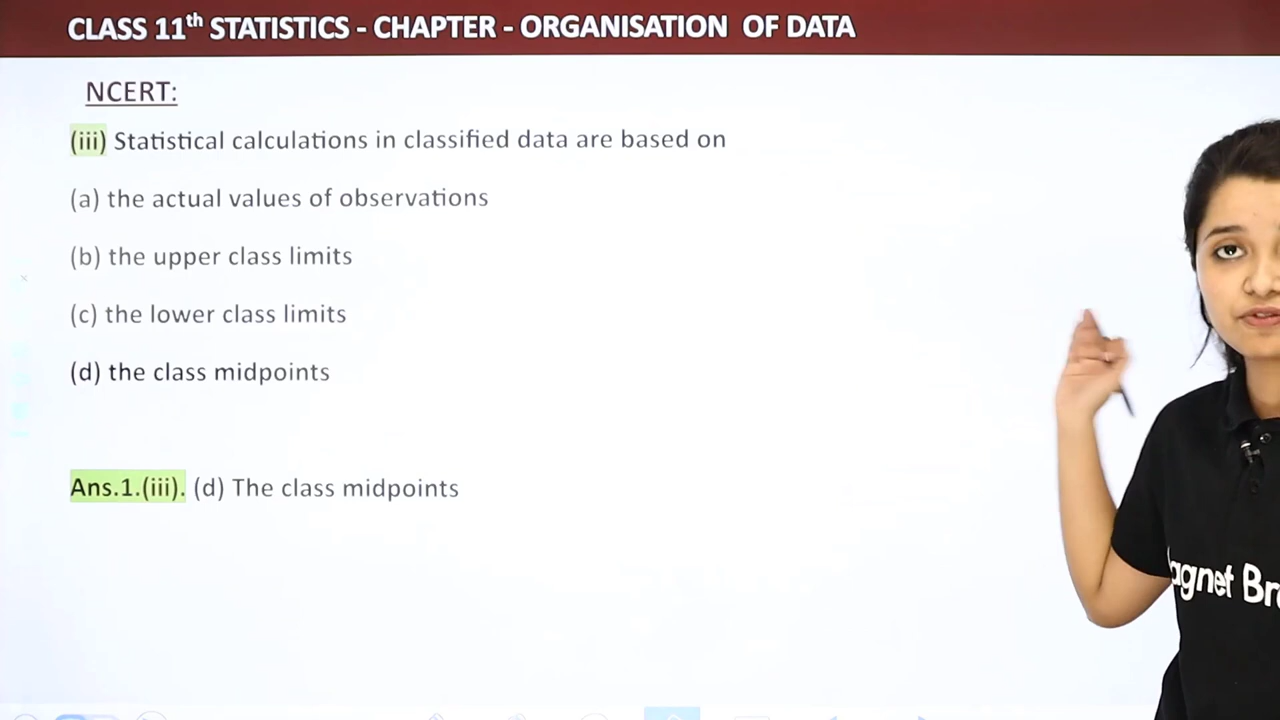 CLASS 11th STATISTICS - CHAPTER - ORGANISATION OF DATA
NCERT:
(iii) Statistical calculations in classified data are based on
(a) the actual values of observations
(b) the upper class limits
(c) the lower class limits
(d) the class midpoints
Ans.1.(iii). (d) The class midpoints
agnet Br